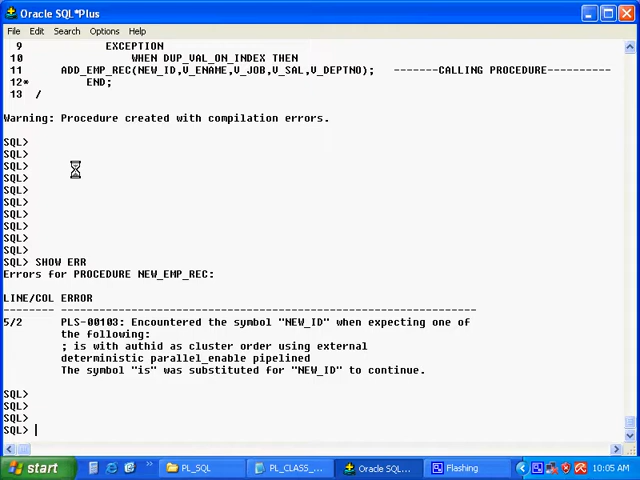 Oracle SQL*Plus
File Edit Search Options Help
9 EXCEPTION
10 WHEN DUP_VAL_ON_INDEX THEN
11 ADD_EMP_REC(NEW_ID,V_ENAME,V_JOB,V_SAL,V_DEPTNO); -------CALLING PROCEDURE----------
12* END;
13 /
Warning: Procedure created with compilation errors.
SQL>
SQL>
SQL>
SQL>
SQL>
SQL>
SQL>
SQL>
SQL>
SQL>
SQL> SHOW ERR
Errors for PROCEDURE NEW_EMP_REC:
LINE/COL ERROR
-------- -----------------------------------------------------------------
5/2 PLS-00103: Encountered the symbol "NEW_ID" when expecting one of
the following:
; is with authid as cluster order using external
deterministic parallel_enable pipelined
The symbol "is" was substituted for "NEW_ID" to continue.
SQL>
SQL>
SQL>
SQL>
start PL_SQL PL_CLASS_... Oracle SQL... Flashing 10:05 AM